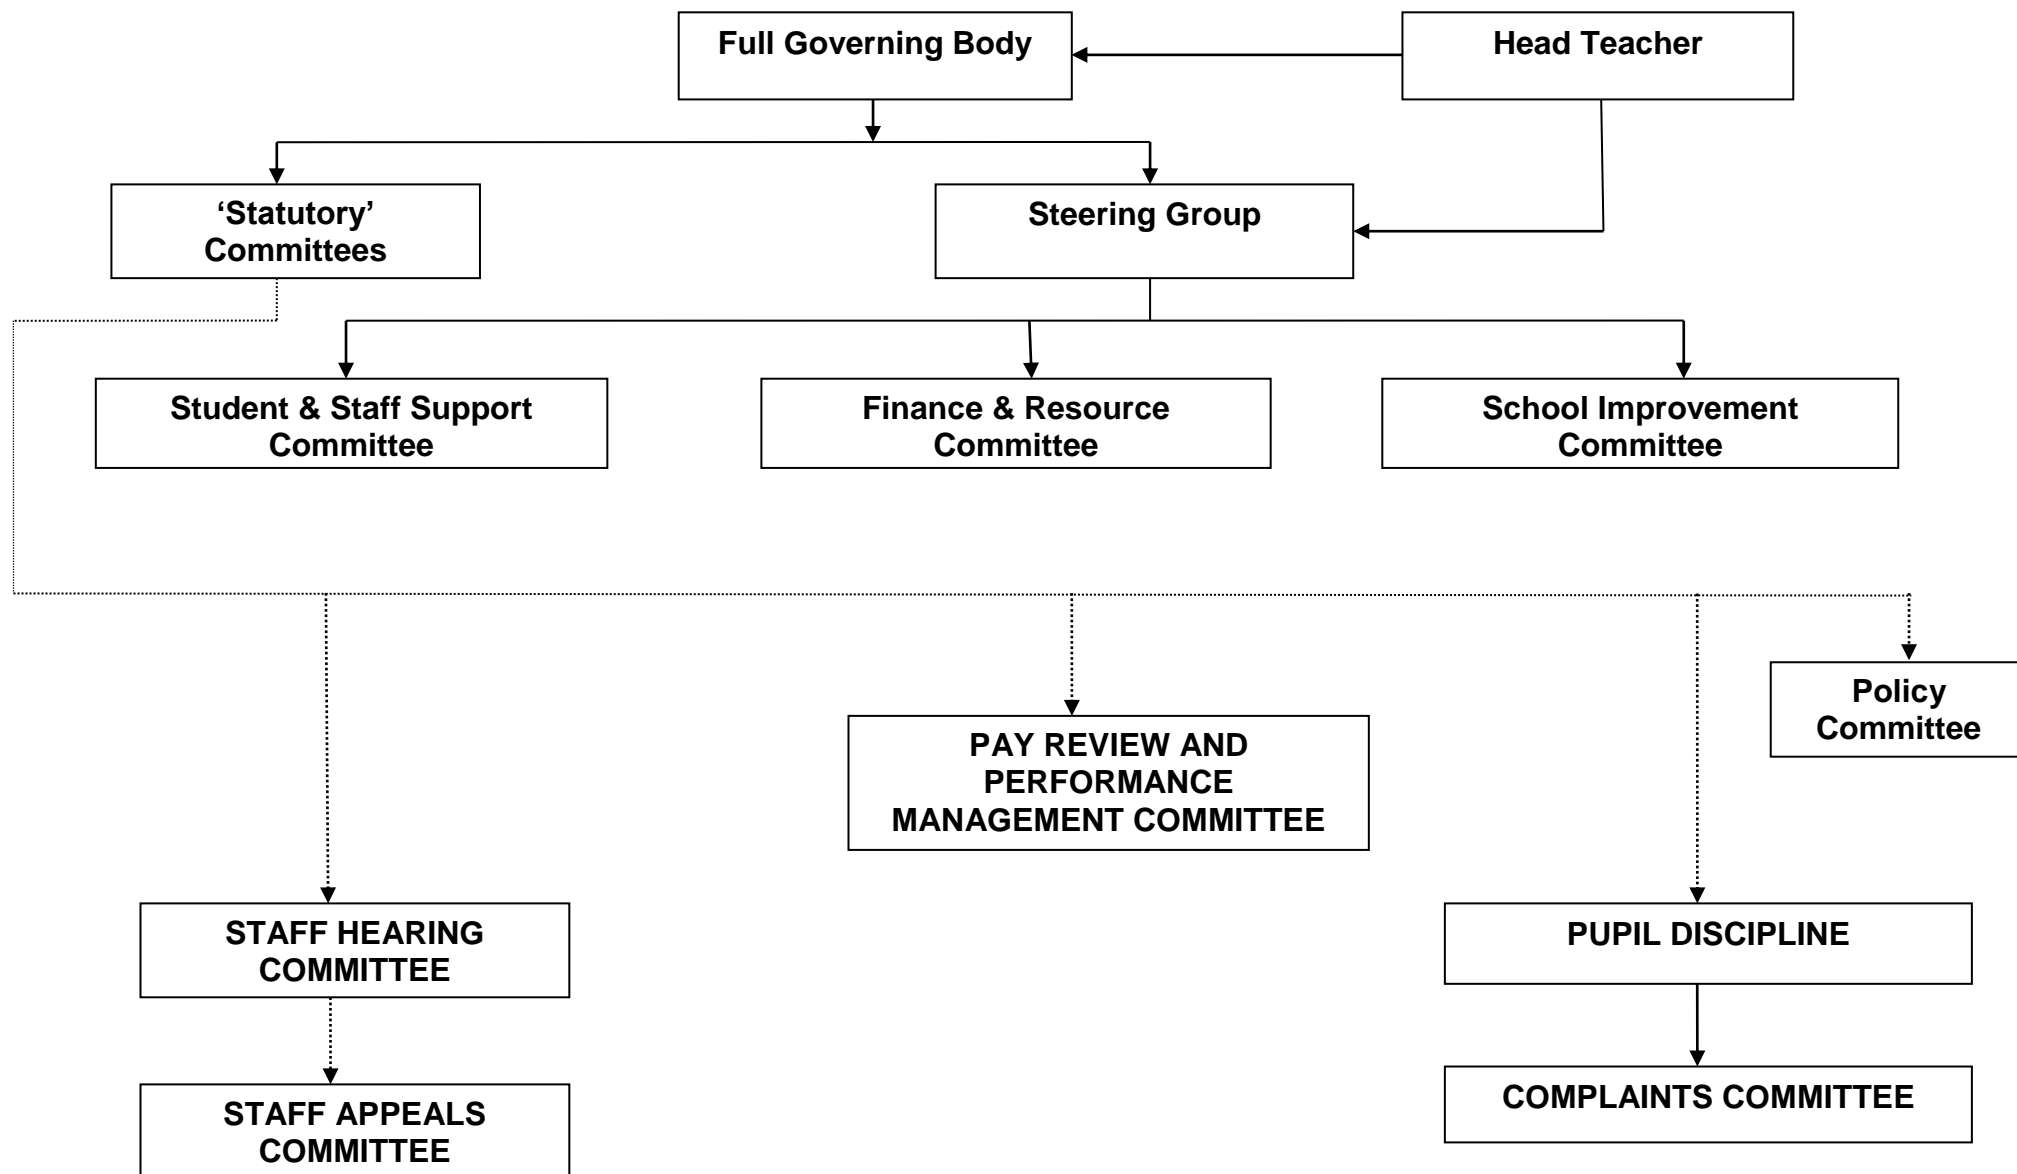 Full Governing Body
Head Teacher
‘Statutory’
Committees
Steering Group
Student & Staff Support
Committee
Finance & Resource
Committee
School Improvement
Committee
Policy
Committee
PAY REVIEW AND
PERFORMANCE
MANAGEMENT COMMITTEE
STAFF HEARING
COMMITTEE
PUPIL DISCIPLINE
STAFF APPEALS
COMMITTEE
COMPLAINTS COMMITTEE